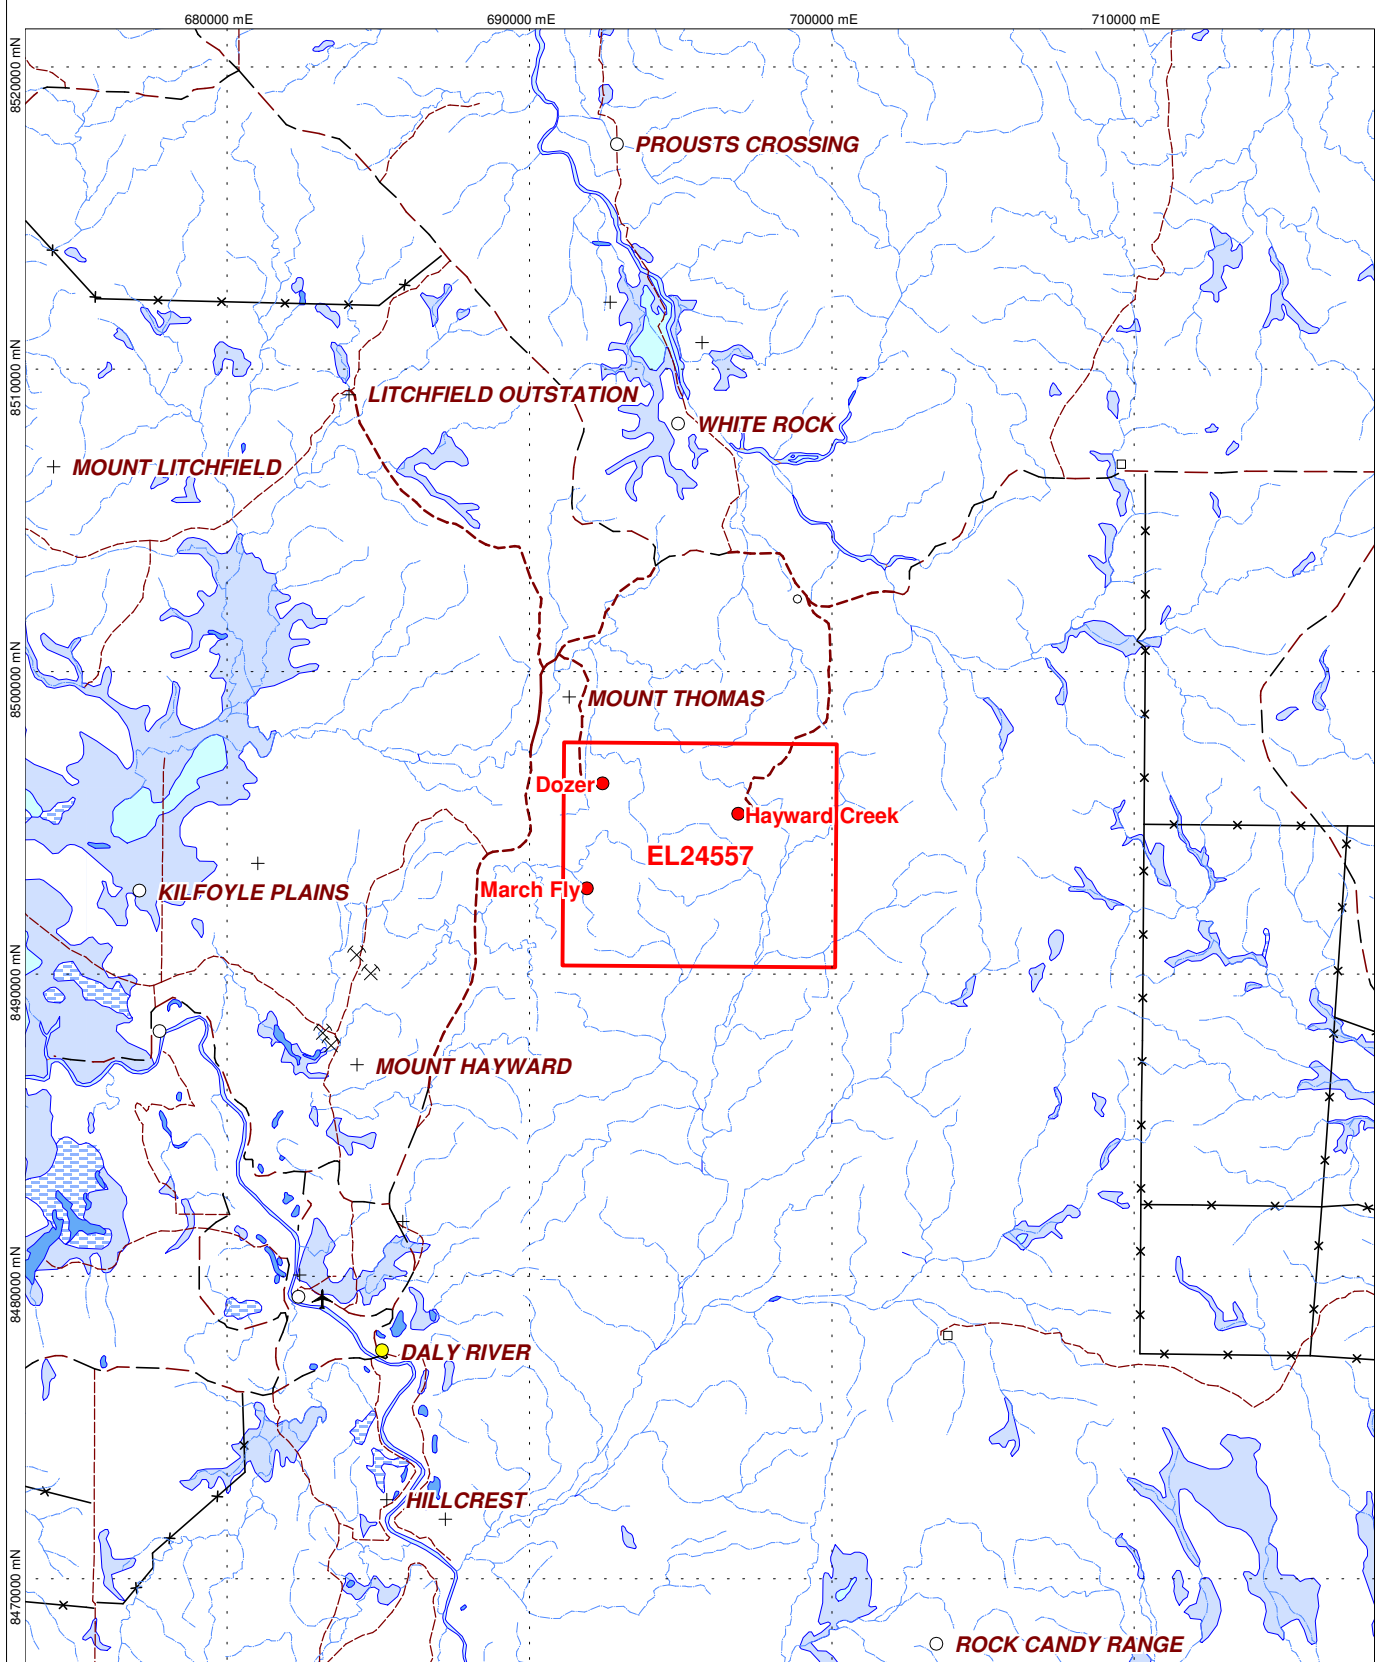 680000 mE
690000 mE
700000 mE
710000 mE
8520000 mN
PROUSTS CROSSING
8510000 mN
LITCHFIELD OUTSTATION
WHITE ROCK
MOUNT LITCHFIELD
8500000 mN
MOUNT THOMAS
Dozer
Hayward Creek
EL24557
March Fly
KILFOYLE PLAINS
8490000 mN
MOUNT HAYWARD
8480000 mN
DALY RIVER
HILLCREST
8470000 mN
ROCK CANDY RANGE